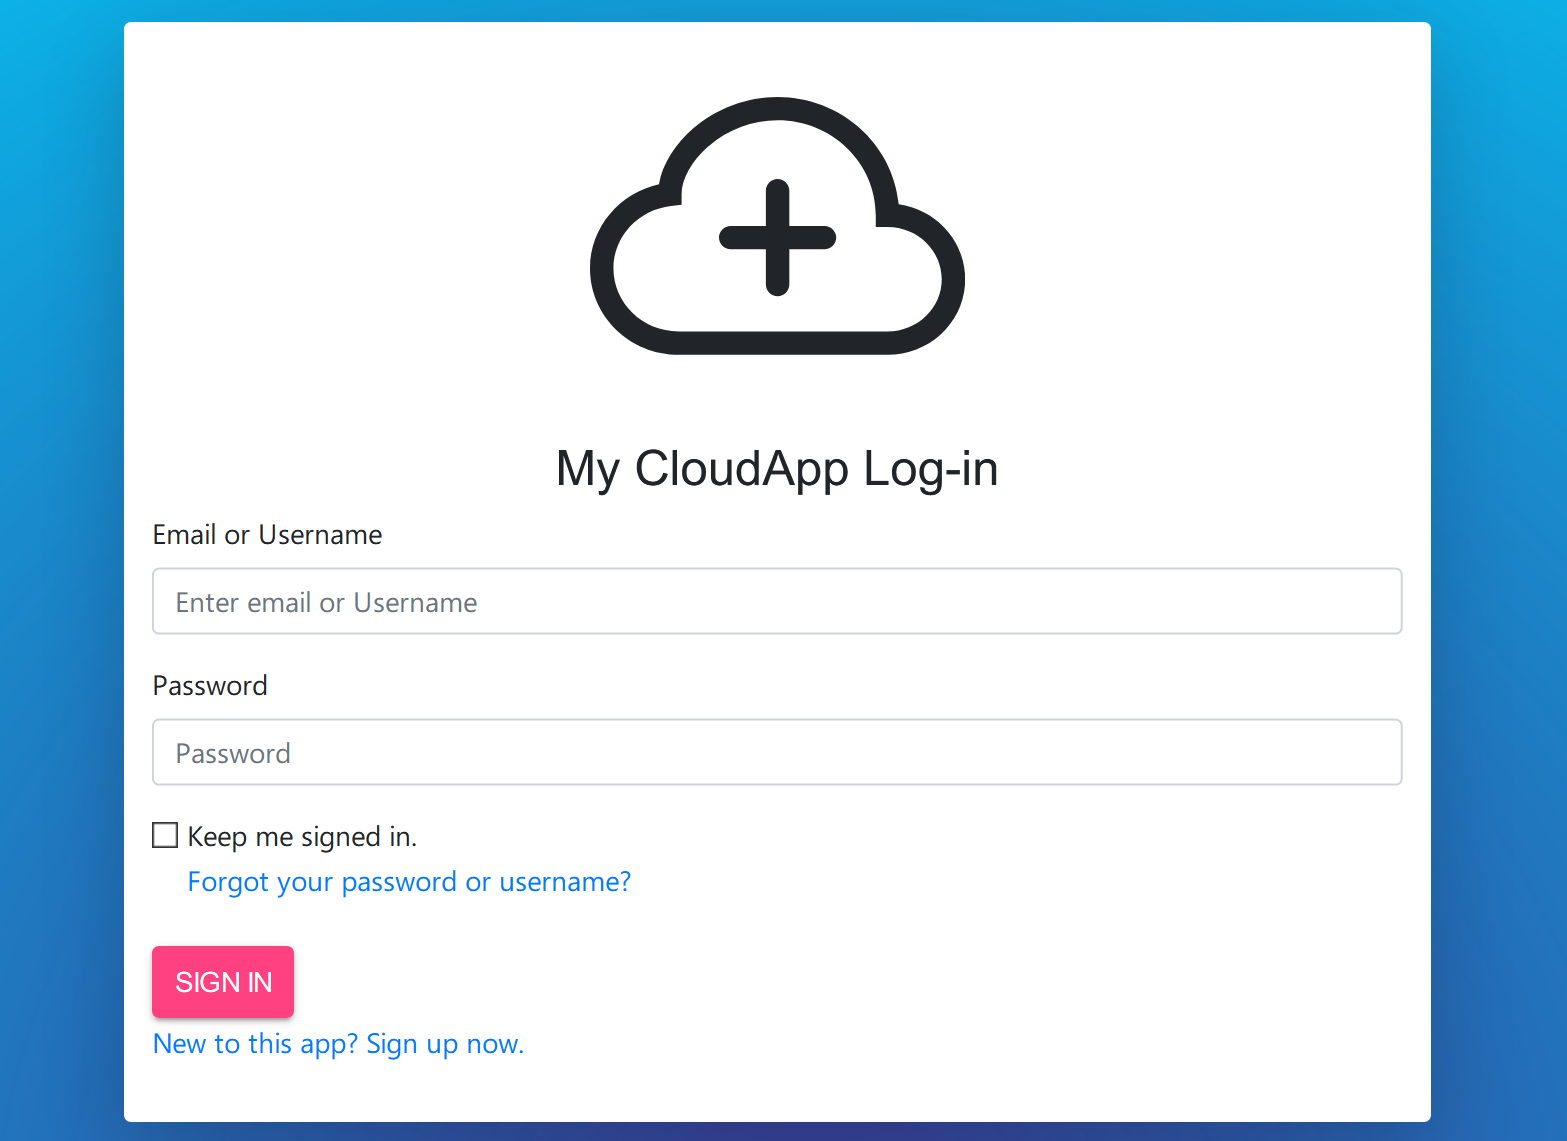 My CloudApp Log-in
Email or Username
Enter email or Username
Password
Password
Keep me signed in.
Forgot your password or username?
SIGN IN
New to this app? Sign up now.